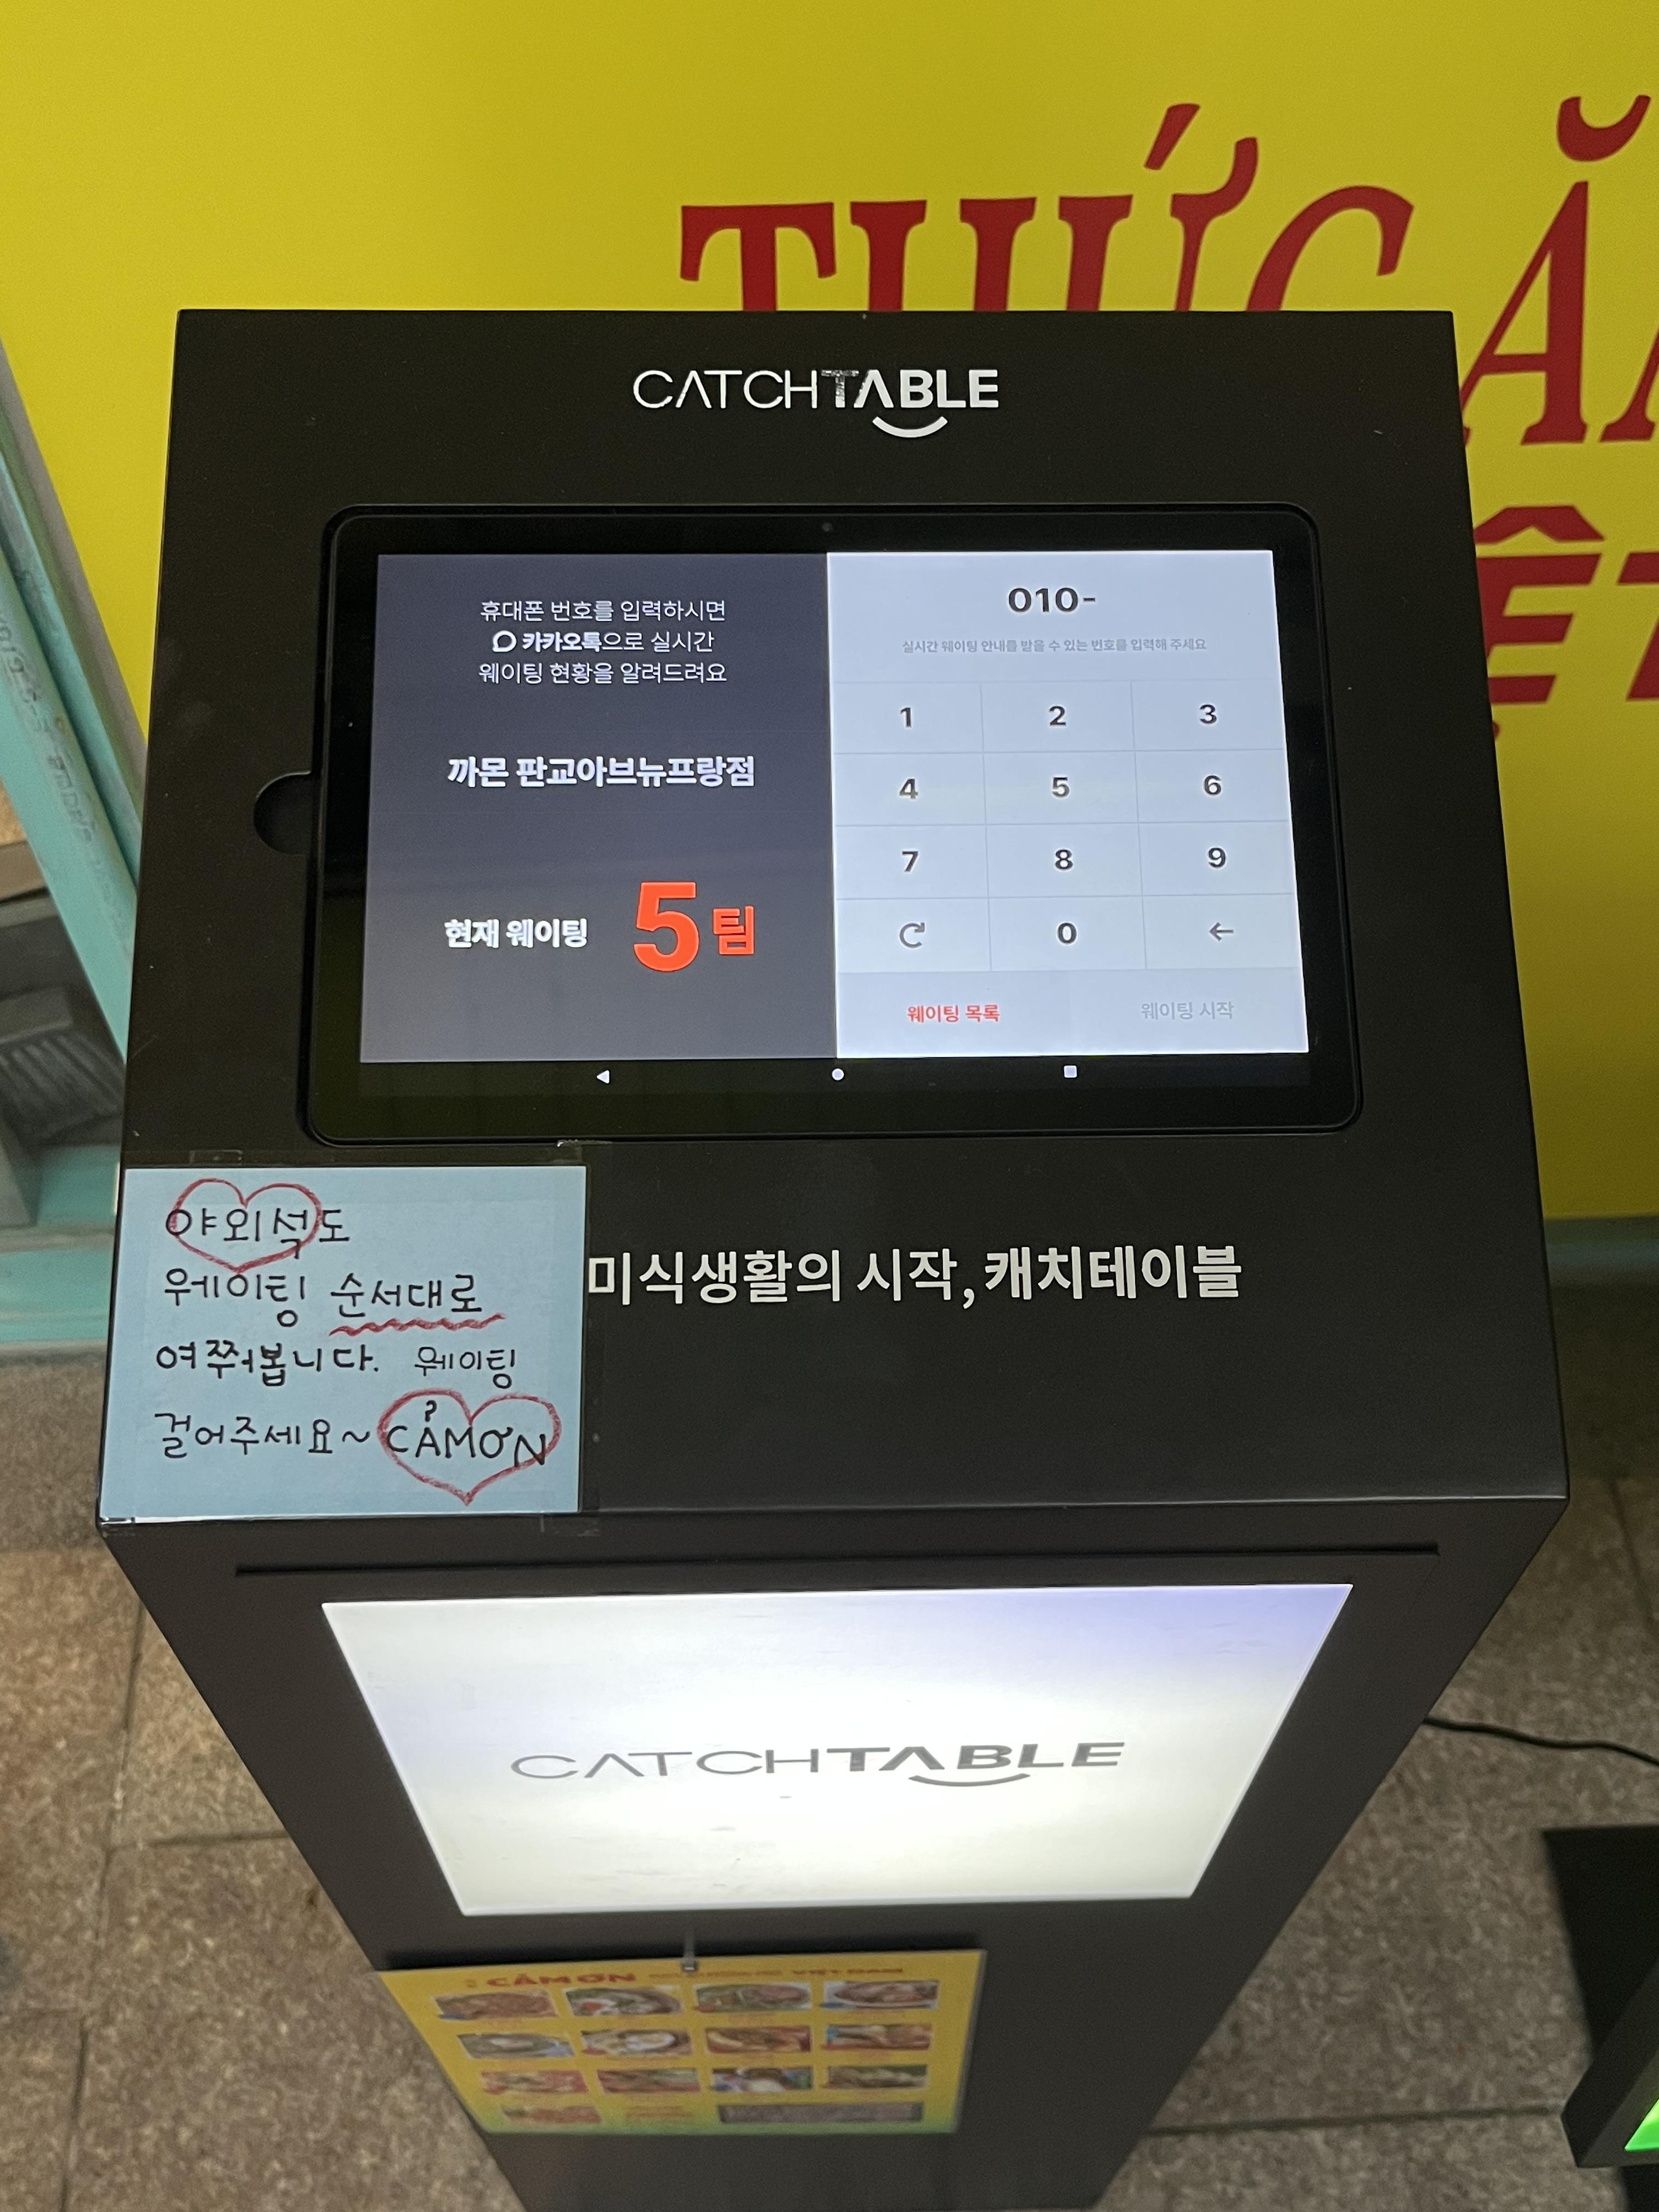 THỨC Ă
CATCHTABLE
휴대폰 번호를 입력하시면
카카오톡으로 실시간
웨이팅 현황을 알려드려요
까몬 판교아브뉴프랑점
현재 웨이팅 5팀
010-
실시간 웨이팅 안내를 받을 수 있는 번호를 입력해 주세요
1 2 3
4 5 6
7 8 9
0
웨이팅 목록 웨이팅 시작
야외석도
웨이팅 순서대로
여쭈어봅니다. 웨이팅
걸어주세요~ CẢMƠN
미식생활의 시작, 캐치테이블
CATCHTABLE
CẢM ƠN